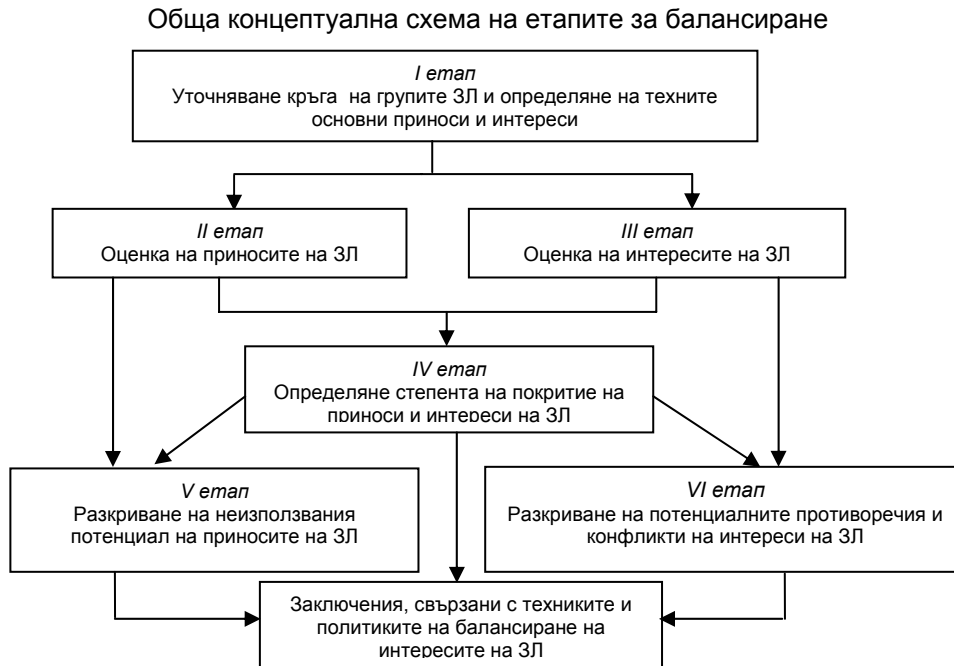 Обща концептуална схема на етапите за балансиране
I етап
Уточняване кръга на групите ЗЛ и определяне на техните
основни приноси и интереси
II етап
Оценка на приносите на ЗЛ
III етап
Оценка на интересите на ЗЛ
IV етап
Определяне степента на покритие на
приноси и интереси на ЗЛ
V етап
Разкриване на неизползвания
потенциал на приносите на ЗЛ
VI етап
Разкриване на потенциалните противоречия и
конфликти на интереси на ЗЛ
Заключения, свързани с техниките и
политиките на балансиране на
интересите на ЗЛ